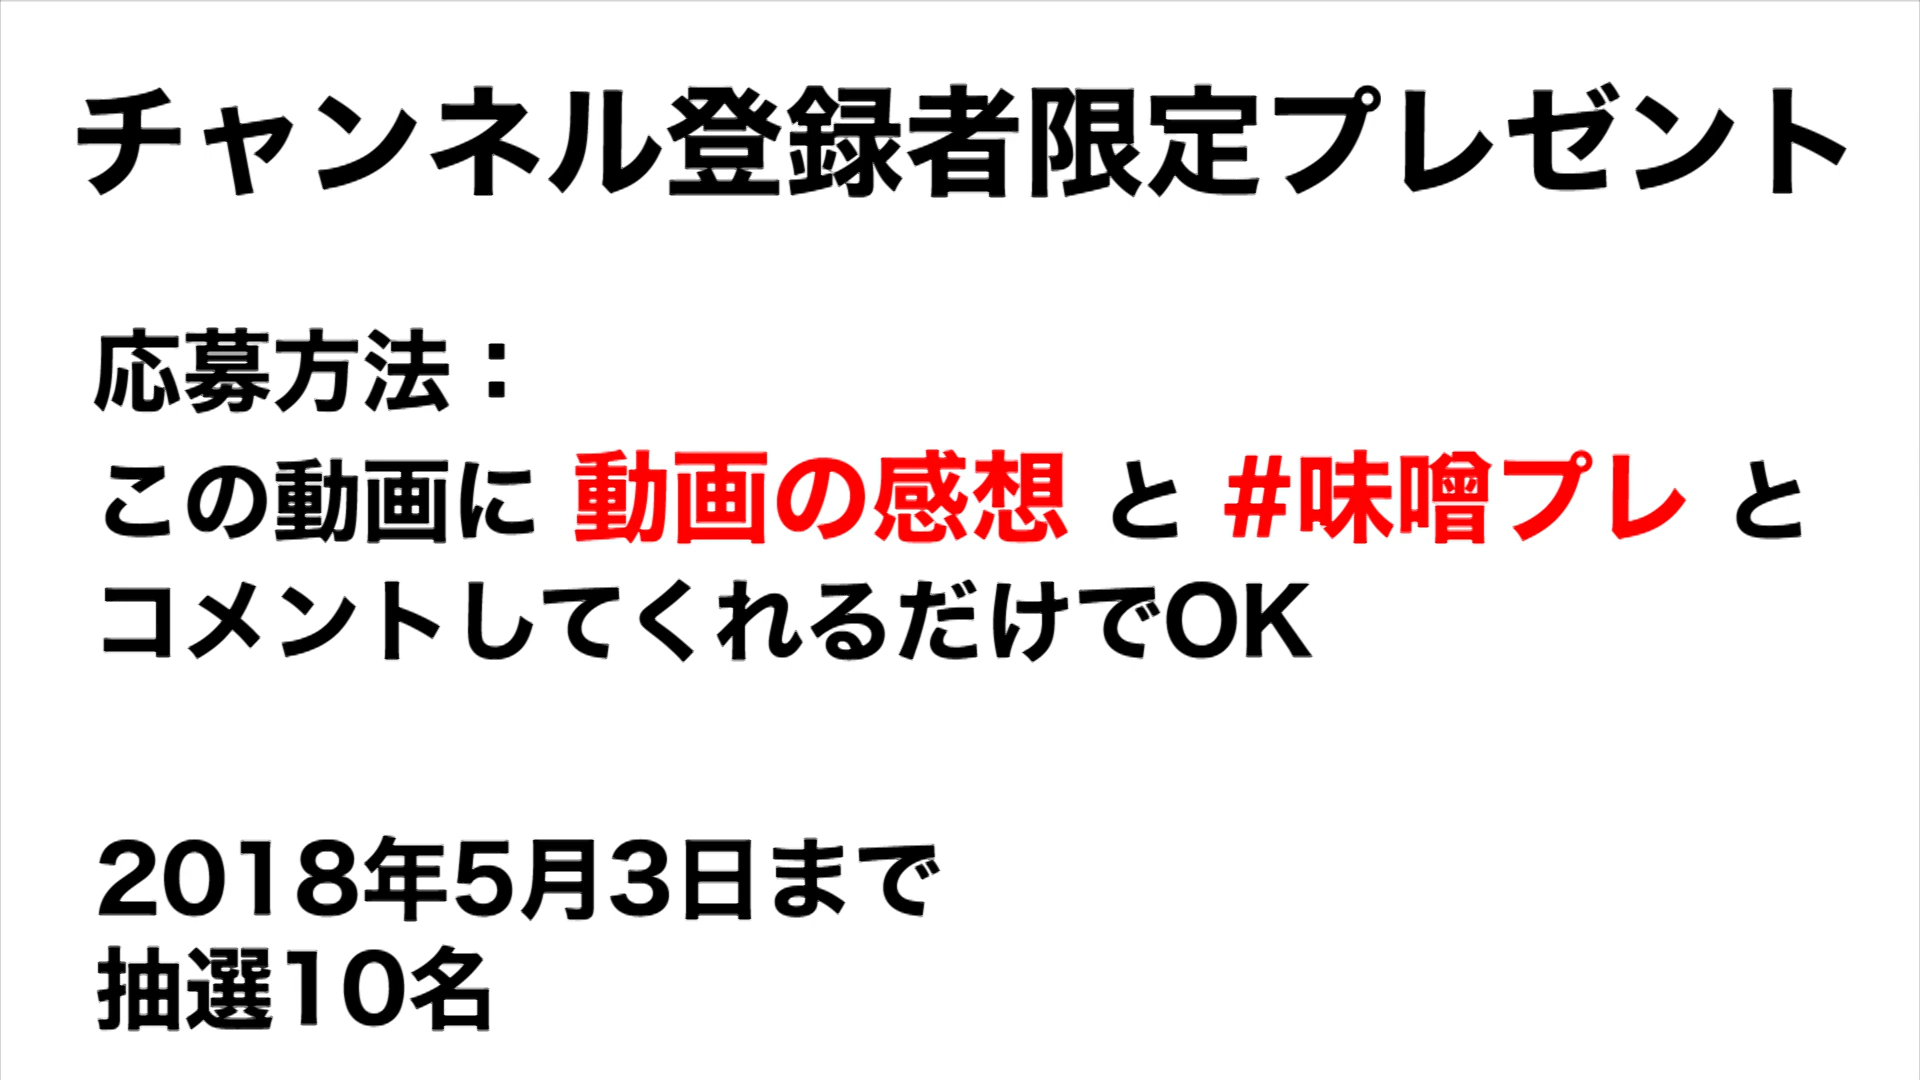 チャンネル登録者限定プレゼント
応募方法：
この動画に 動画の感想 と #味噌プレ と
コメントしてくれるだけでOK
2018年5月3日まで
抽選10名